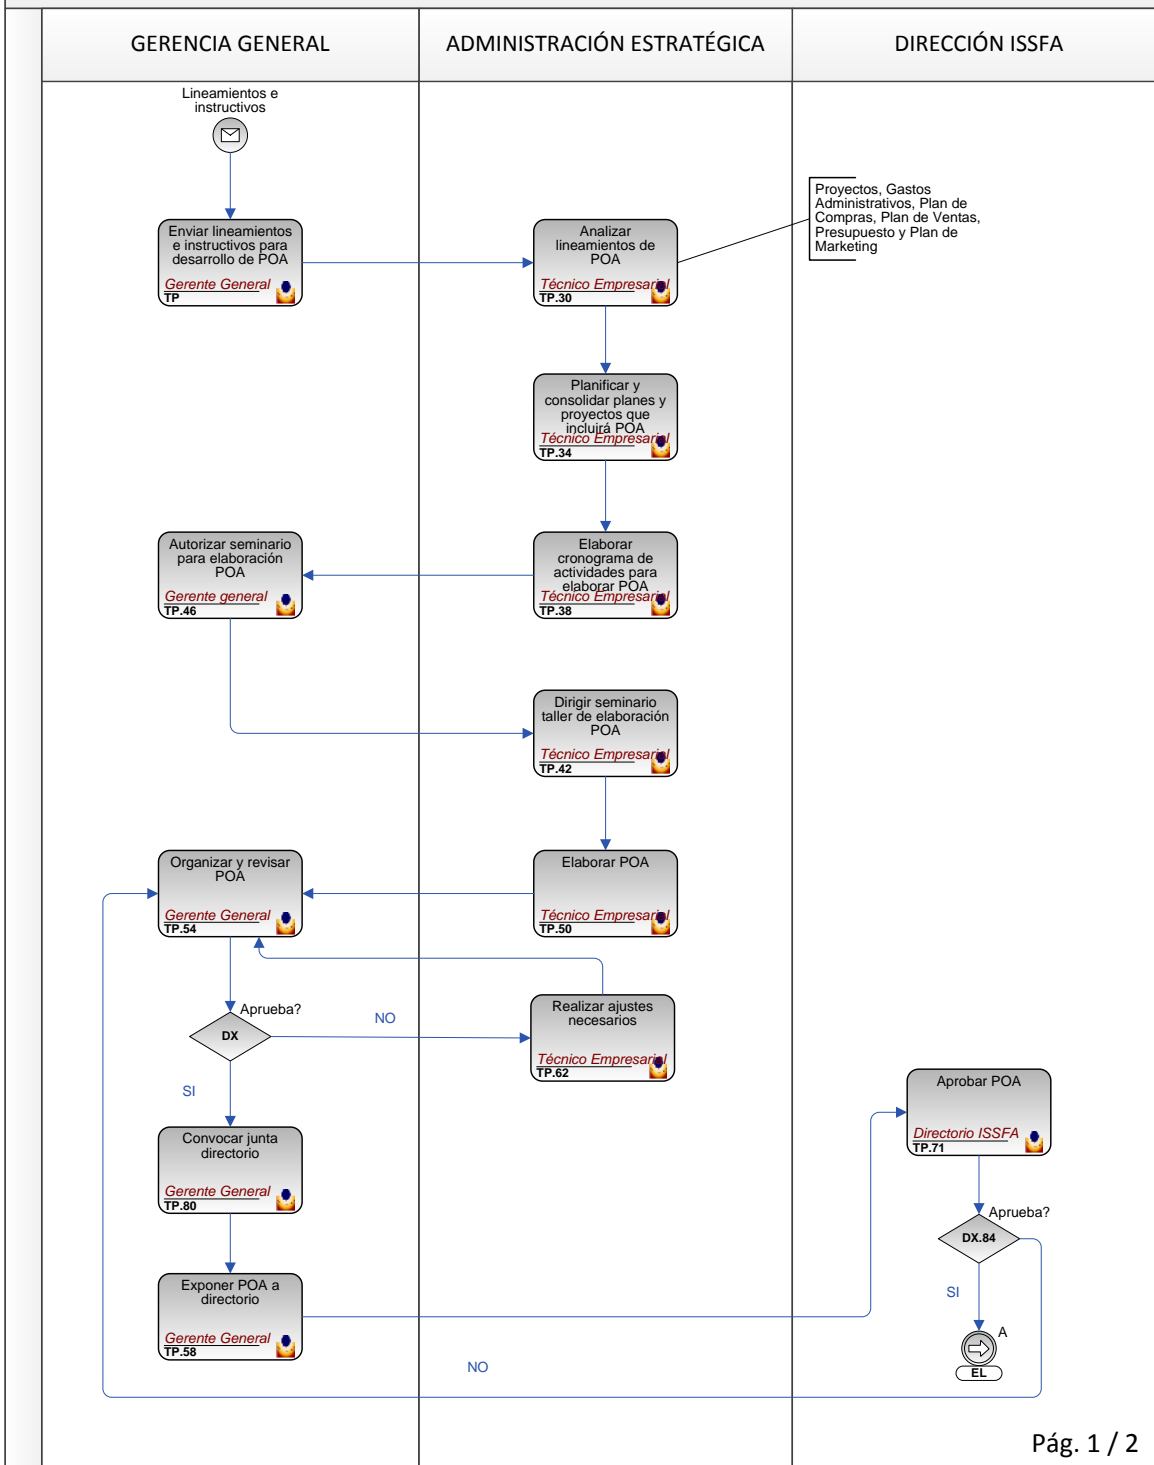 GERENCIA GENERAL
ADMINISTRACIÓN ESTRATÉGICA
DIRECCIÓN ISSFA
Lineamientos e
instructivos
Enviar lineamientos
e instructivos para
desarrollo de POA
Gerente General
TP
Analizar
lineamientos de
POA
Técnico Empresarial
TP.30
Proyectos, Gastos
Administrativos, Plan de
Compras, Plan de Ventas,
Presupuesto y Plan de
Marketing
Planificar y
consolidar planes y
proyectos que
incluirá POA
Técnico Empresarial
TP.34
Autorizar seminario
para elaboración
POA
Gerente general
TP.46
Elaborar
cronograma de
actividades para
elaborar POA
Técnico Empresarial
TP.38
Dirigir seminario
taller de elaboración
POA
Técnico Empresarial
TP.42
Organizar y revisar
POA
Gerente General
TP.54
Elaborar POA
Técnico Empresarial
TP.50
Aprueba?
DX
NO
SI
Realizar ajustes
necesarios
Técnico Empresarial
TP.62
Convocar junta
directorio
Gerente General
TP.80
Aprobar POA
Directorio ISSFA
TP.71
Aprueba?
DX.84
Exponer POA a
directorio
Gerente General
TP.58
SI
A
EL
NO
Pág. 1 / 2